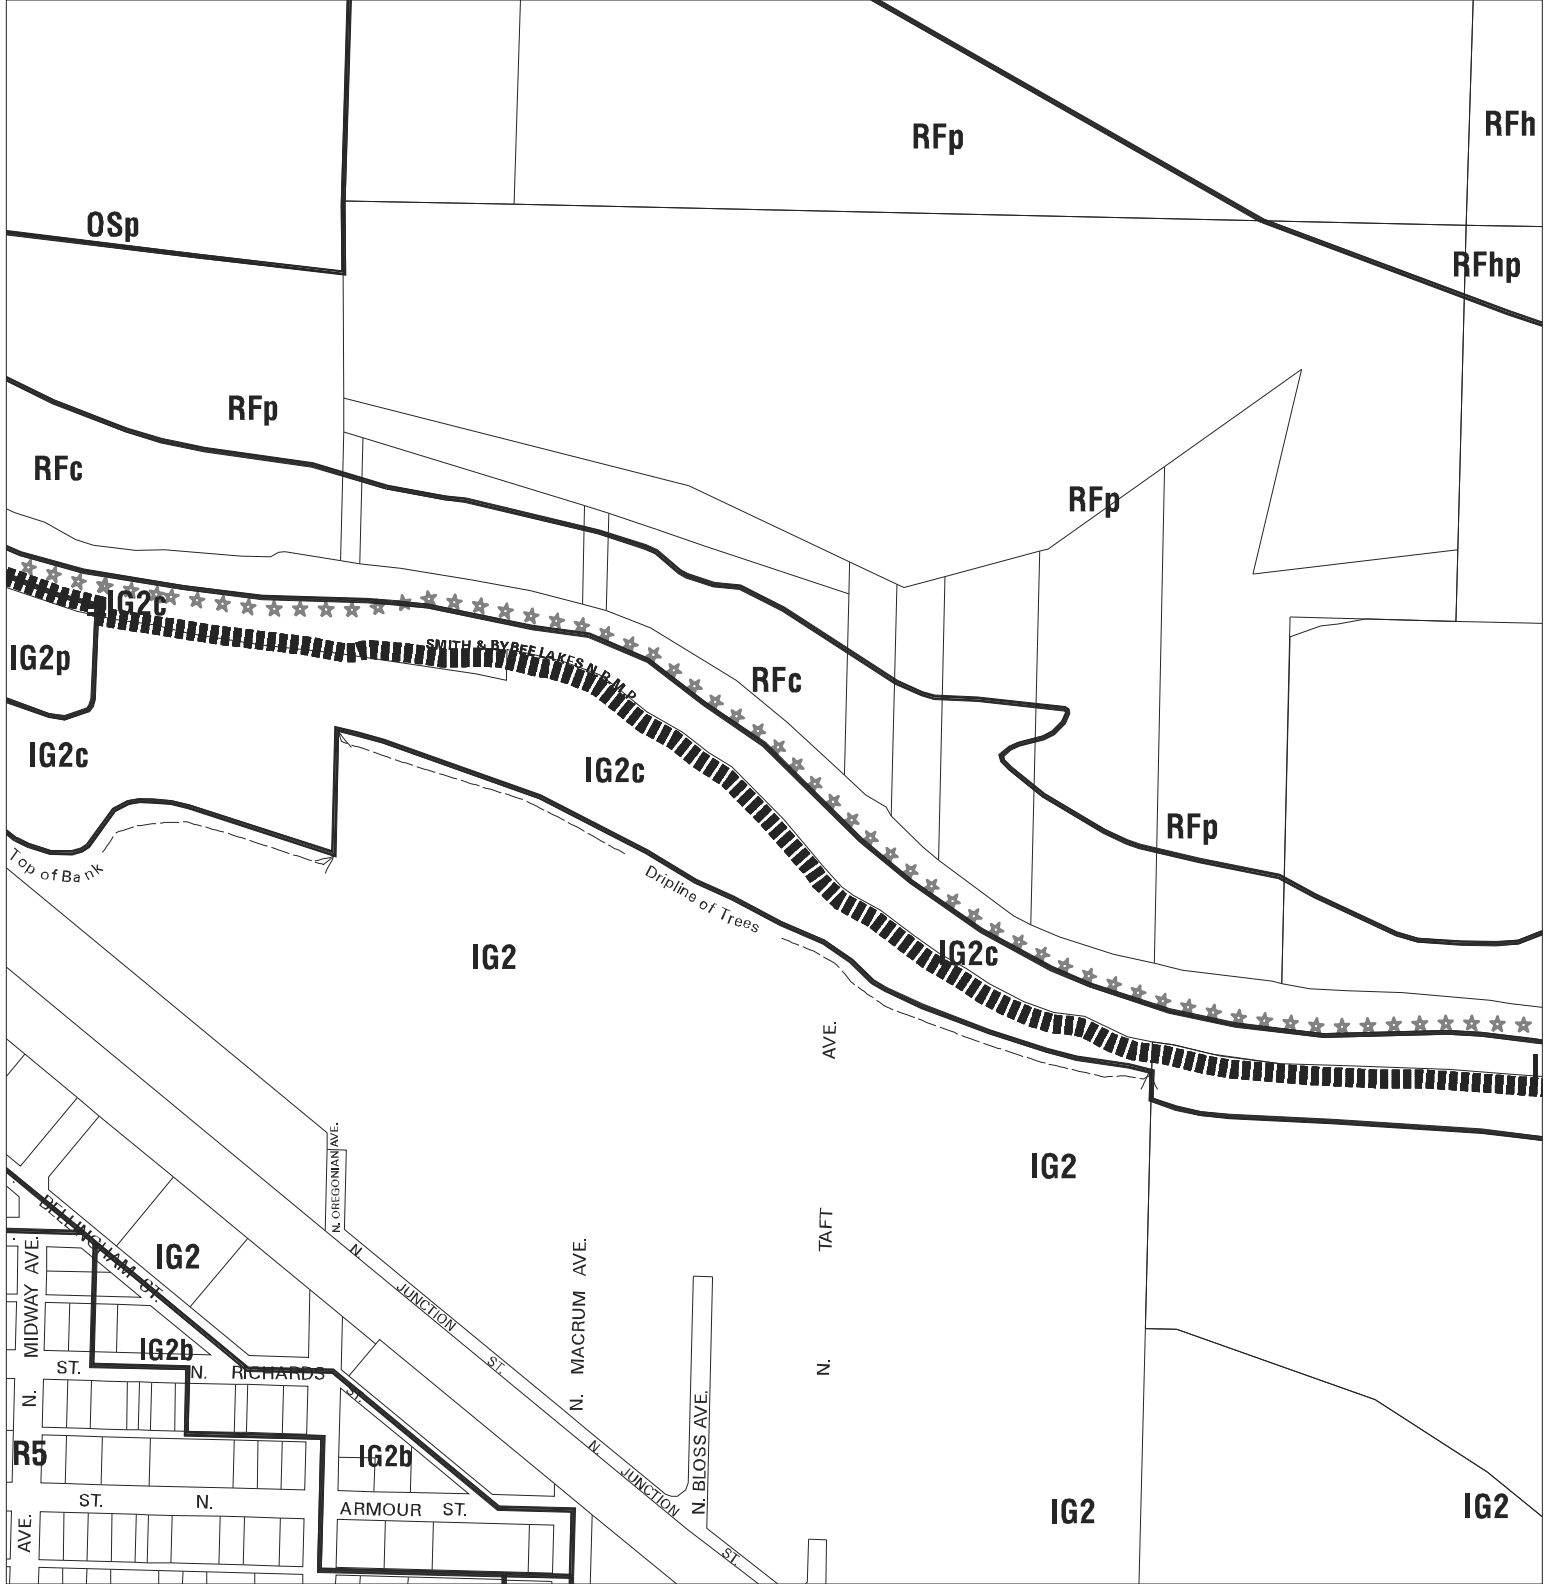 RFh
RFp
OSp
RFhp
RFp
RFc
RFp
IG2c
SMITH & BYBEE LAKES N.R.M.P.
IG2p
RFc
IG2c
IG2c
RFp
Top of Bank
Dripline of Trees
IG2
IG2c
N. TAFT AVE.
IG2
N. OREGONIAN AVE.
BELLINGHAM ST.
N. MIDWAY AVE.
IG2
N. JUNCTION ST.
N. MACRUM AVE.
IG2b
ST.
N. RICHARDS ST.
N. BLOSS AVE.
R5
IG2b
N. JUNCTION ST.
ST.
N.
ARMOUR ST.
AVE.
IG2
IG2